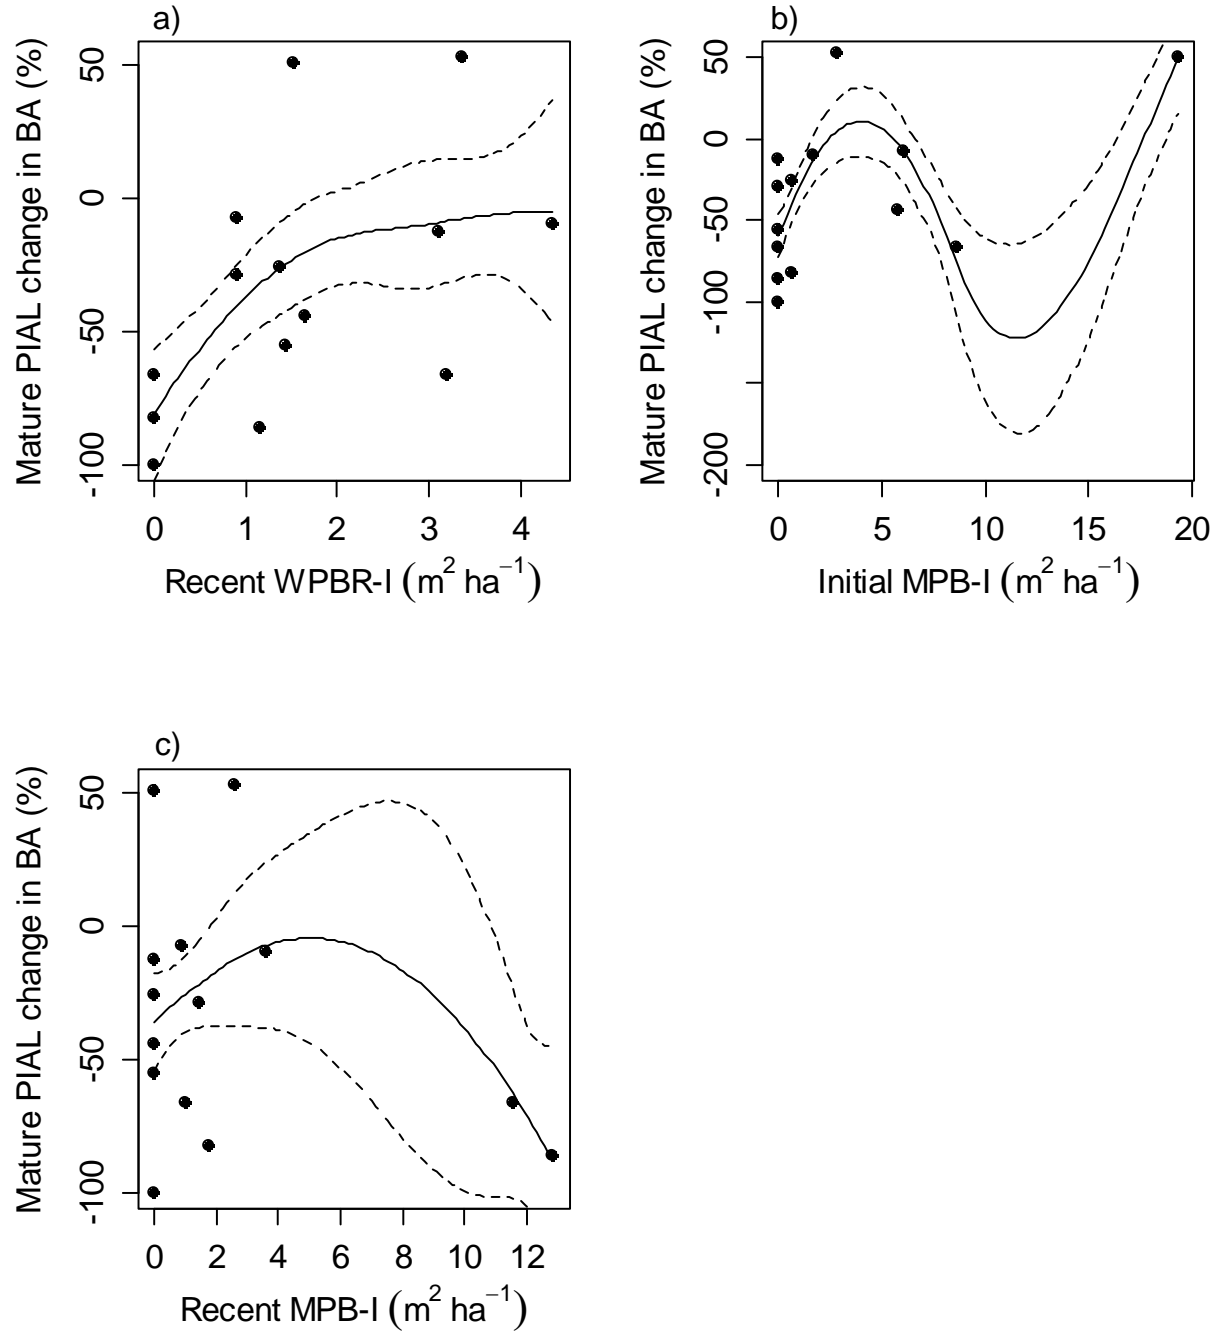 a)
Mature PIAL change in BA (%)
50
0
-50
-100
0 1 2 3 4
Recent WPBR-I (m² ha⁻¹)
b)
Mature PIAL change in BA (%)
50
0
-50
-100
-200
0 5 10 15 20
Initial MPB-I (m² ha⁻¹)
c)
Mature PIAL change in BA (%)
50
0
-50
-100
0 2 4 6 8 10 12
Recent MPB-I (m² ha⁻¹)